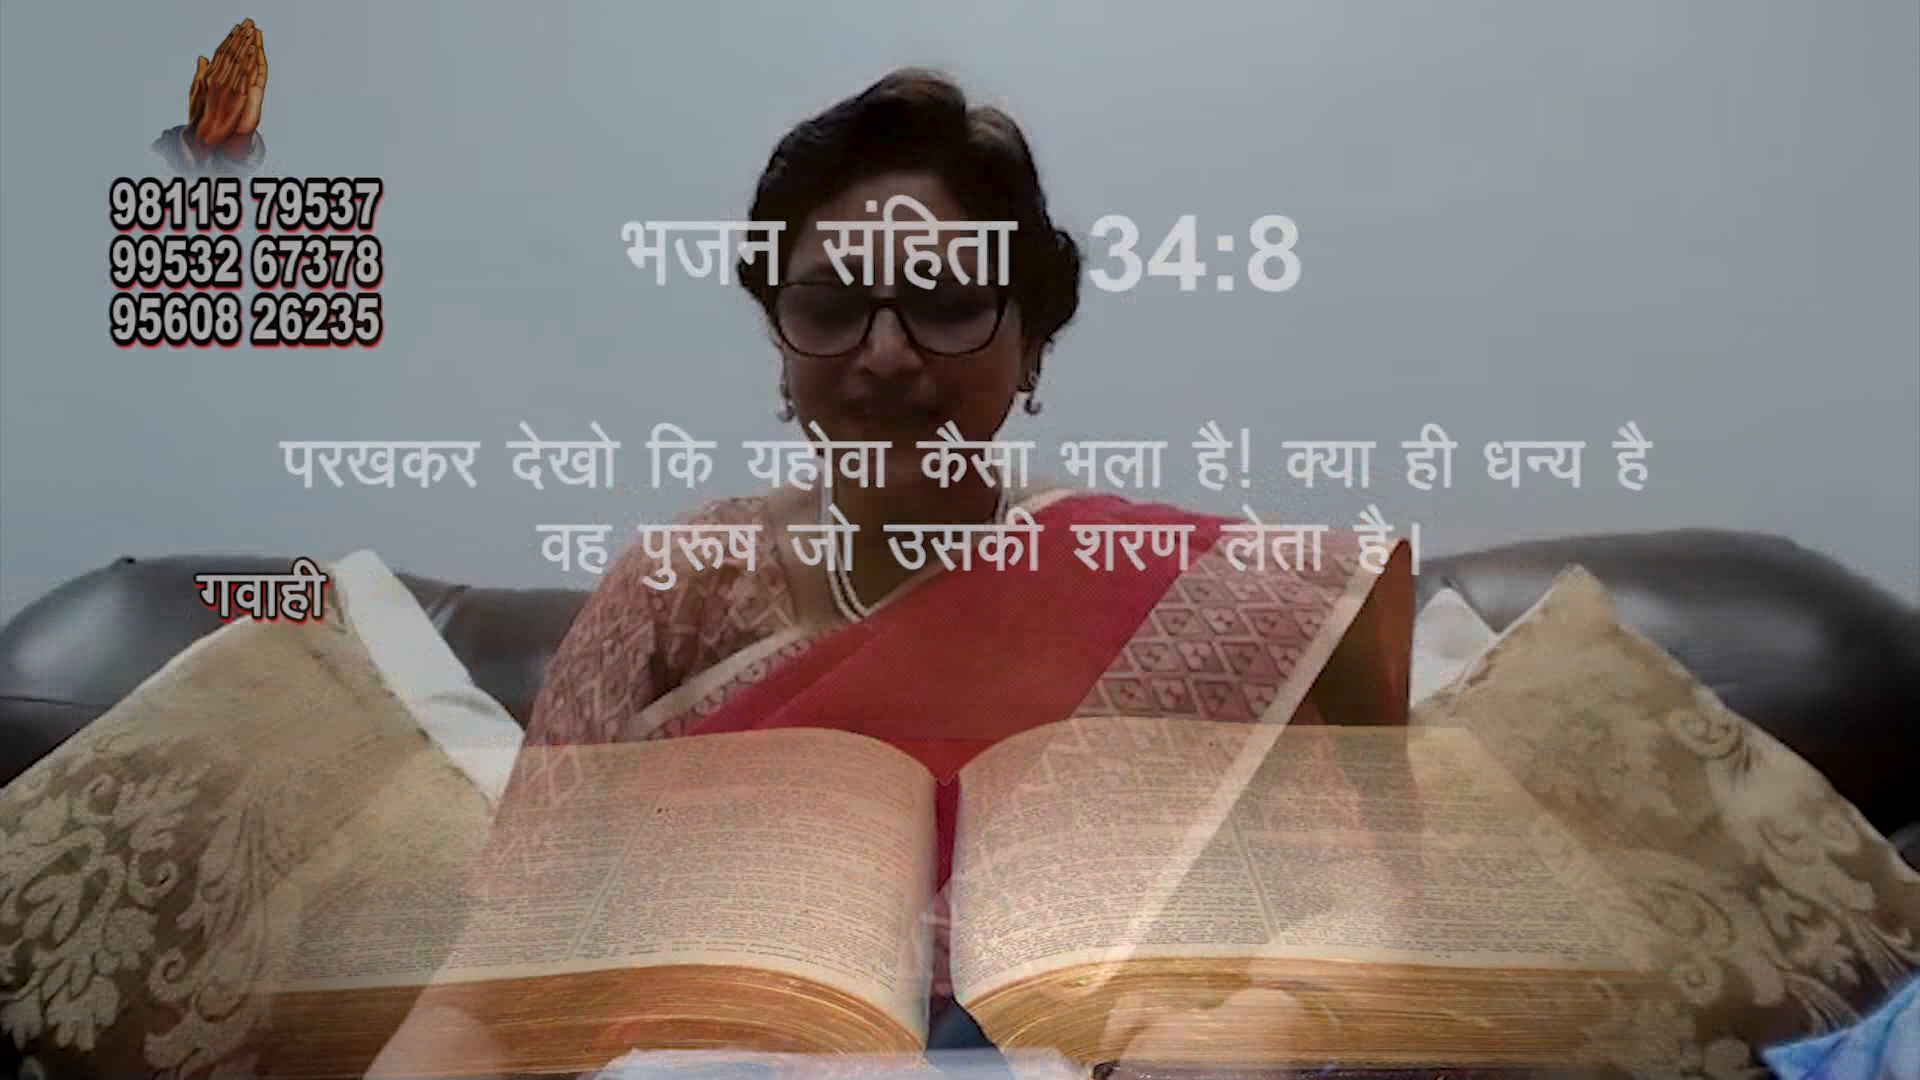 98115 79537
99532 67378
95608 26235
भजन संहिता 34:8
परखकर देखो कि यहोवा कैसा भला है! क्या ही धन्य है
वह पुरूष जो उसकी शरण लेता है।
गवाही